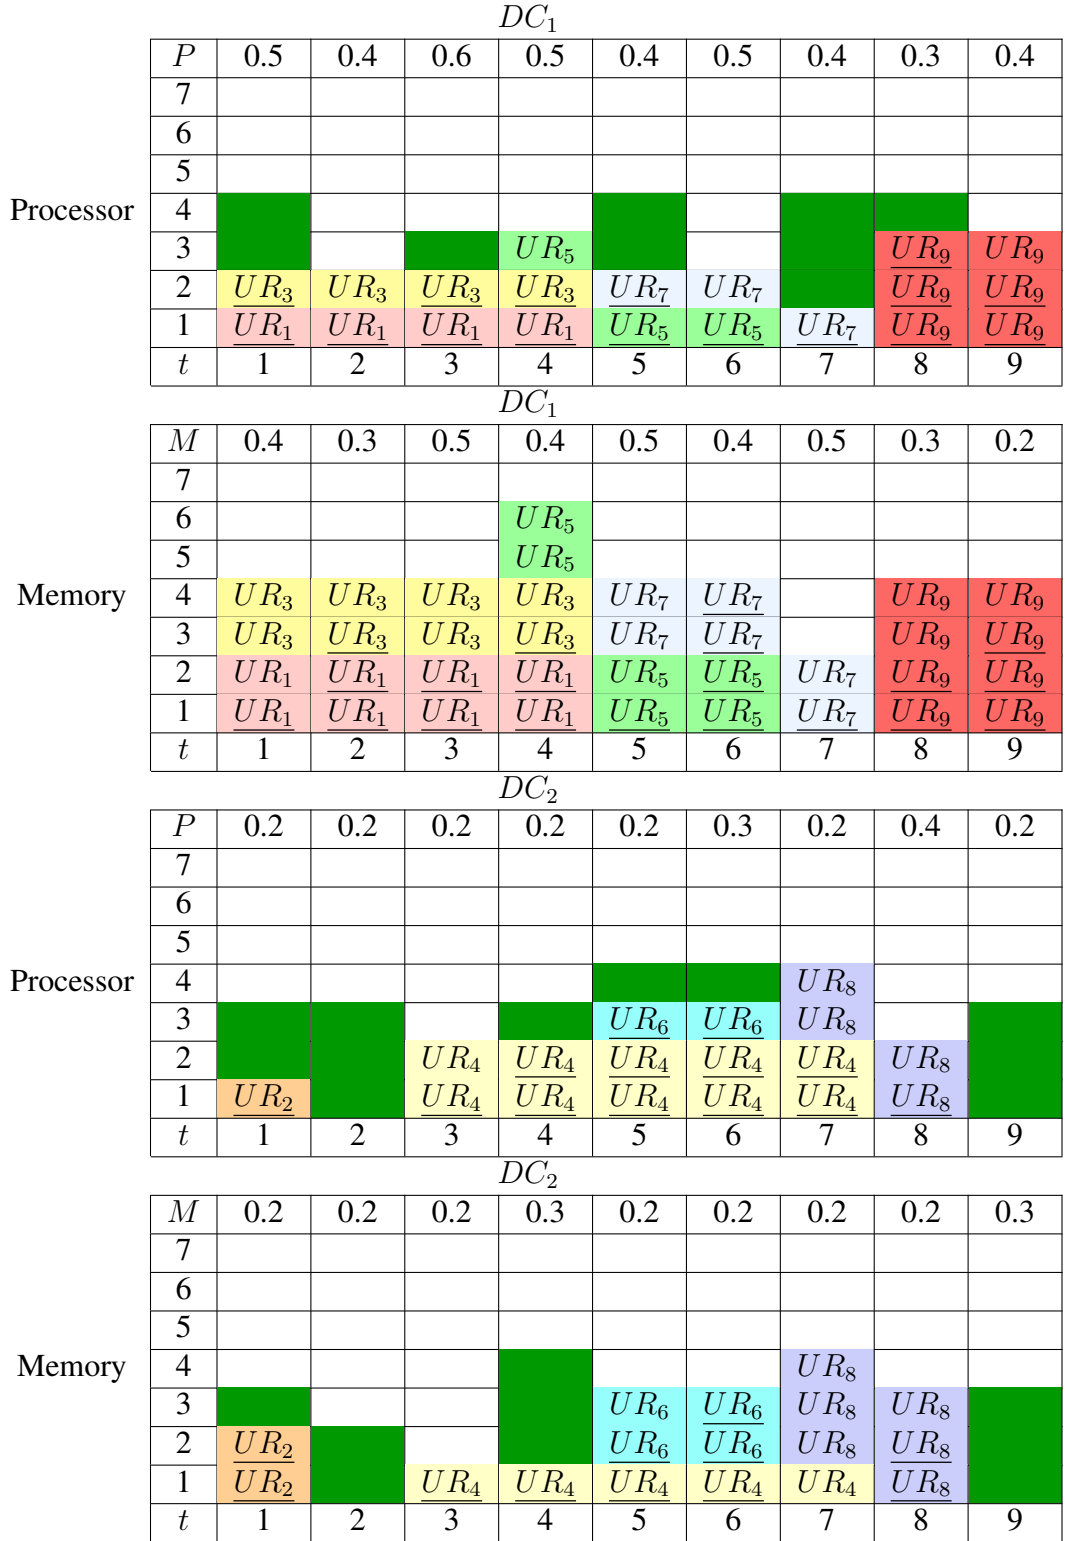 DC₁
P 0.5 0.4 0.6 0.5 0.4 0.5 0.4 0.3 0.4
7
6
5
Processor 4
3 UR₅ UR₉ UR₉
2 UR₃ UR₃ UR₃ UR₃ UR₇ UR₇ UR₉ UR₉
1 UR₁ UR₁ UR₁ UR₁ UR₅ UR₅ UR₇ UR₉ UR₉
t 1 2 3 4 5 6 7 8 9
DC₁
M 0.4 0.3 0.5 0.4 0.5 0.4 0.5 0.3 0.2
7
6 UR₅
5 UR₅
Memory 4 UR₃ UR₃ UR₃ UR₃ UR₇ UR₇ UR₉ UR₉
3 UR₃ UR₃ UR₃ UR₃ UR₇ UR₇ UR₉ UR₉
2 UR₁ UR₁ UR₁ UR₁ UR₅ UR₅ UR₇ UR₉ UR₉
1 UR₁ UR₁ UR₁ UR₁ UR₅ UR₅ UR₇ UR₉ UR₉
t 1 2 3 4 5 6 7 8 9
DC₂
P 0.2 0.2 0.2 0.2 0.2 0.3 0.2 0.4 0.2
7
6
5
Processor 4 UR₈
3 UR₆ UR₆ UR₈
2 UR₄ UR₄ UR₄ UR₄ UR₄ UR₈
1 UR₂ UR₄ UR₄ UR₄ UR₄ UR₄ UR₈
t 1 2 3 4 5 6 7 8 9
DC₂
M 0.2 0.2 0.2 0.3 0.2 0.2 0.2 0.2 0.3
7
6
5
Memory 4 UR₈
3 UR₆ UR₆ UR₈ UR₈
2 UR₂ UR₆ UR₆ UR₈ UR₈
1 UR₂ UR₄ UR₄ UR₄ UR₄ UR₄ UR₈
t 1 2 3 4 5 6 7 8 9